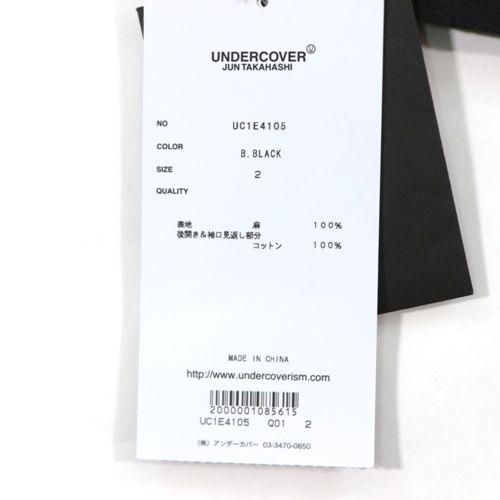 UNDERCOVER U
JUN TAKAHASHI
NO UC1E4105
COLOR B.BLACK
SIZE 2
QUALITY
表地 麻 100%
後開き&袖口見返し部分
コットン 100%
MADE IN CHINA
http://www.undercoverism.com
2000001085615
UC1E4105 Q01 2
(株) アンダーカバー 03-3470-0850